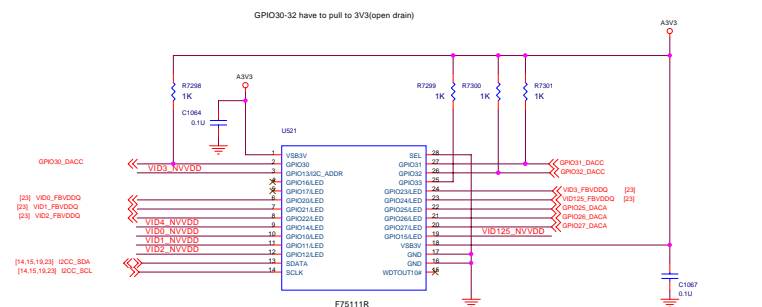 GPIO30-32 have to pull to 3V3(open drain)
A3V3
A3V3
R7298
1K
R7299
1K
R7300
1K
R7301
1K
C1064
0.1U
U521
1 VSB3V SEL 28
GPIO30_DACC 2 GPIO30 GPIO31 27 GPIO31_DACC
VID3_NVVDD 3 GPIO13/I2C_ADDR GPIO32 26 GPIO32_DACC
4 GPIO16/LED GPIO33 25
5 GPIO17/LED GPIO23/LED 24 VID3_FBVDDQ [23]
[23] VID0_FBVDDQ 6 GPIO20/LED GPIO24/LED 23 VID125_FBVDDQ [23]
[23] VID1_FBVDDQ 7 GPIO21/LED GPIO25/LED 22 GPIO25_DACA
[23] VID2_FBVDDQ 8 GPIO22/LED GPIO26/LED 21 GPIO26_DACA
VID4_NVVDD 9 GPIO14/LED GPIO27/LED 20 GPIO27_DACA
VID0_NVVDD 10 GPIO10/LED GPIO15/LED 19 VID125_NVVDD
VID1_NVVDD 11 GPIO11/LED VSB3V 18
VID2_NVVDD 12 GPIO12/LED GND 17
[14,15,19,23] I2CC_SDA 13 SDATA GND 16
[14,15,19,23] I2CC_SCL 14 SCLK WDTOUT10# 15
C1067
0.1U
F75111R